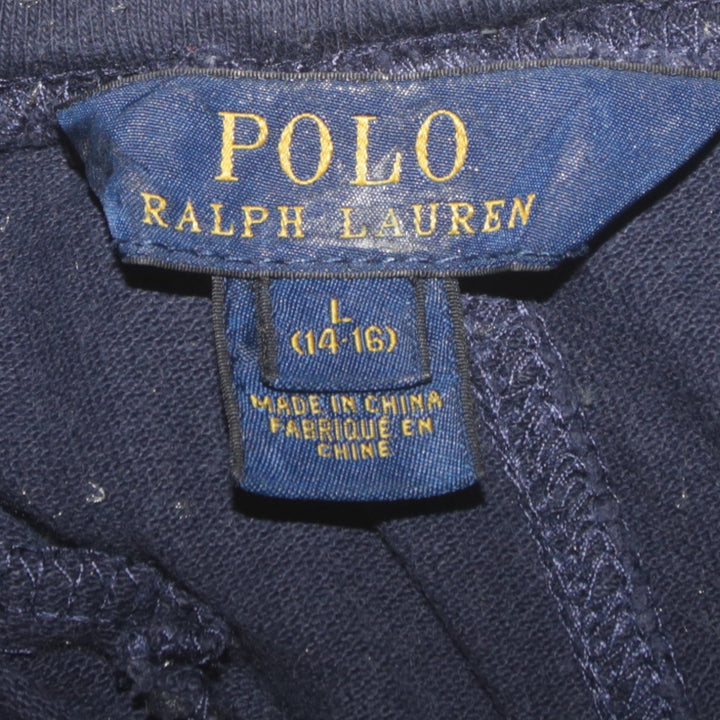 POLO
RALPH LAUREN
L
(14-16)
MADE IN CHINA
FABRIQUÉ EN
CHINE